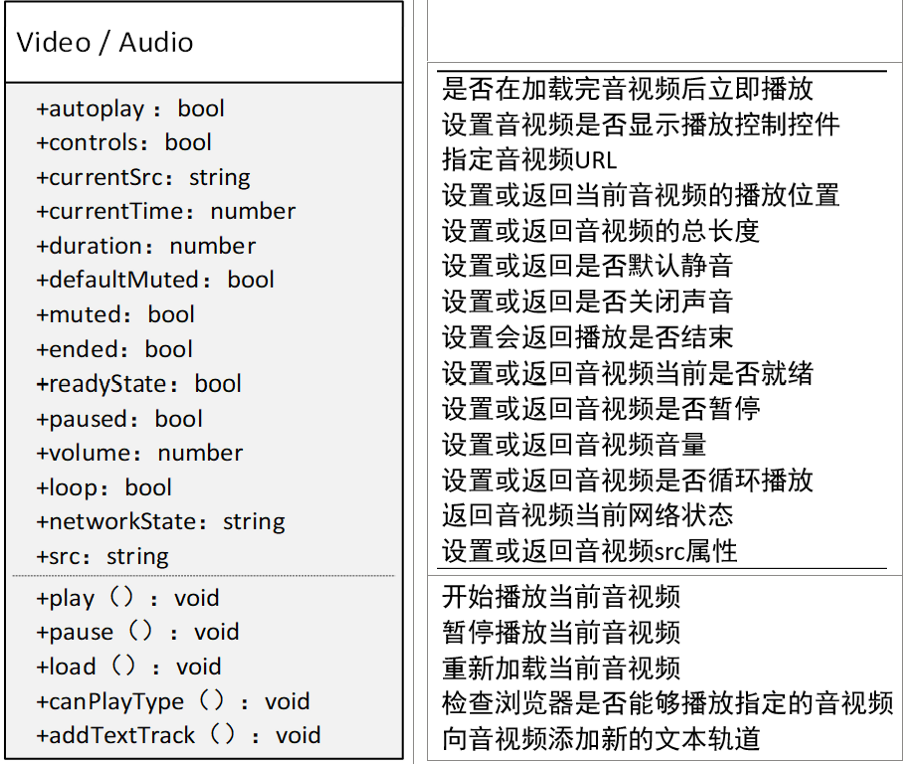 Video / Audio
+autoplay：bool 是否在加载完音视频后立即播放
+controls：bool 设置音视频是否显示播放控制控件
+currentSrc：string 指定音视频URL
+currentTime：number 设置或返回当前音视频的播放位置
+duration：number 设置或返回音视频的总长度
+defaultMuted：bool 设置或返回是否默认静音
+muted：bool 设置或返回是否关闭声音
+ended：bool 设置会返回播放是否结束
+readyState：bool 设置或返回音视频当前是否就绪
+paused：bool 设置或返回音视频是否暂停
+volume：number 设置或返回音视频音量
+loop：bool 设置或返回音视频是否循环播放
+networkState：string 返回音视频当前网络状态
+src：string 设置或返回音视频src属性
+play（）：void 开始播放当前音视频
+pause（）：void 暂停播放当前音视频
+load（）：void 重新加载当前音视频
+canPlayType（）：void 检查浏览器是否能够播放指定的音视频
+addTextTrack（）：void 向音视频添加新的文本轨道